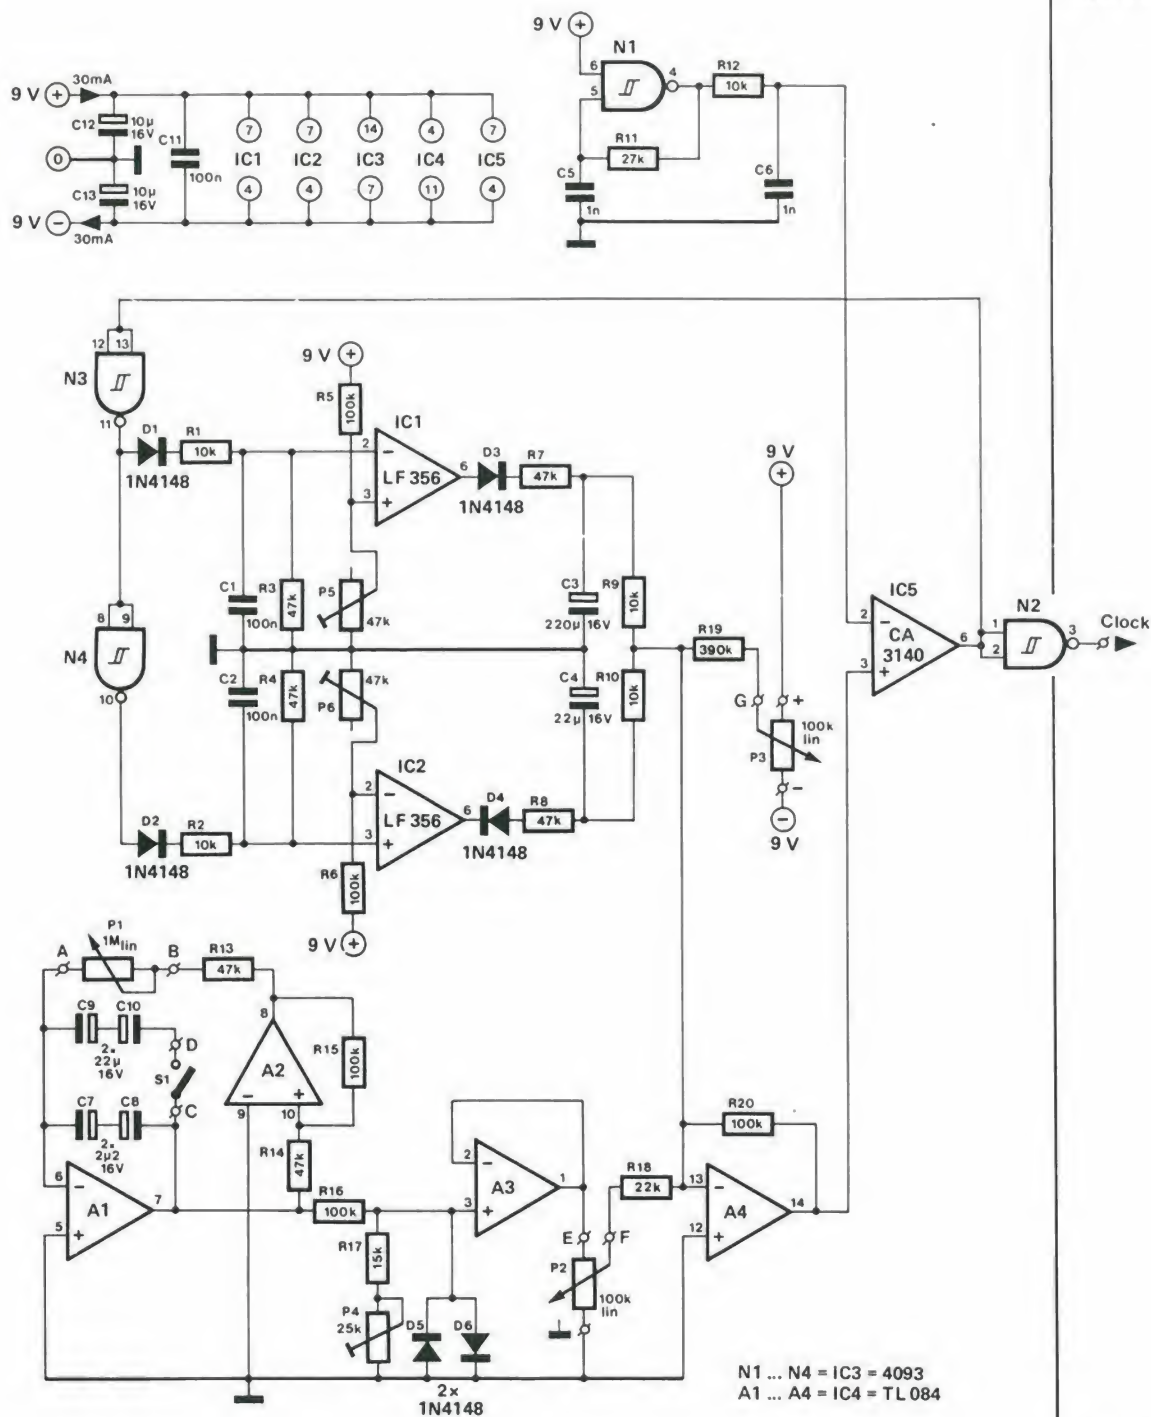 9 V +
30mA
C12
10µ
16V
0
C13
10µ
16V
9 V −
30mA
C11
100n
7
IC1
4
7
IC2
4
14
IC3
7
4
IC4
11
7
IC5
4
9 V +
N1
6
5
4
R12
10k
R11
27k
C5
1n
C6
1n
12 13
N3
11
D1
1N4148
R1
10k
8 9
N4
10
D2
1N4148
R2
10k
C1
100n
R3
47k
C2
100n
R4
47k
9 V +
R5
100k
P5
47k
47k
P6
R6
100k
9 V +
IC1
2 −
LF 356
3 +
6
D3
1N4148
R7
47k
IC2
2 −
LF 356
3 +
6
D4
1N4148
R8
47k
C3
220µ 16V
R9
10k
C4
22µ 16V
R10
10k
R19
390k
9 V
+
G
+
100k
lin
P3
−
−
9 V
IC5
2 −
CA
3140
3 +
6
N2
1
2
3
Clock
P1
1M lin
A
B
R13
47k
C9 C10
2x
22µ
16V
D
S1
C
C7 C8
2x
2µ2
16V
6 −
A1
5 +
7
8
A2
− +
9 10
R15
100k
R14
47k
R16
100k
R17
15k
P4
25k
D5 D6
2x
1N4148
2 −
A3
3 +
1
E
F
P2
100k
lin
R18
22k
R20
100k
13 −
A4
12 +
14
N1 ... N4 = IC3 = 4093
A1 ... A4 = IC4 = TL 084